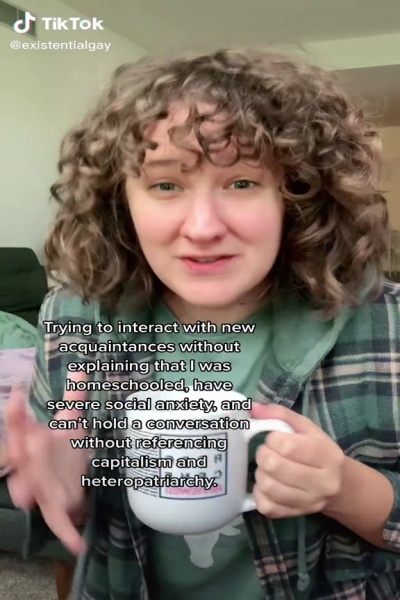 TikTok
@existentialgay
Trying to interact with new
acquaintances without
explaining that I was
homeschooled, have
severe social anxiety, and
can't hold a conversation
without referencing
capitalism and
heteropatriarchy.